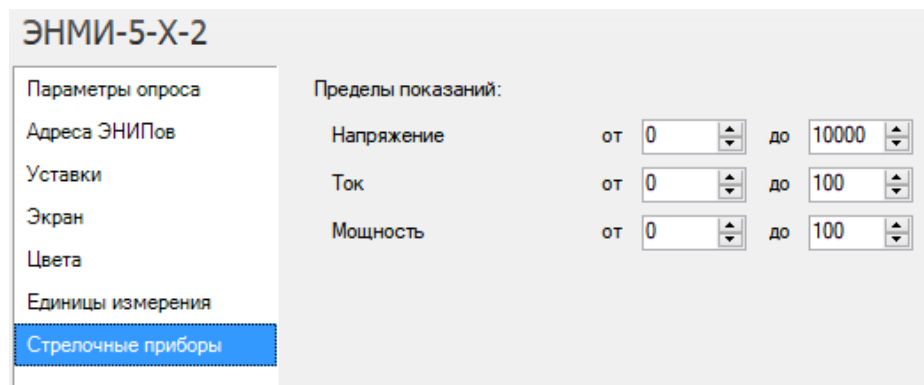 ЭНМИ-5-X-2
Параметры опроса
Адреса ЭНИПов
Уставки
Экран
Цвета
Единицы измерения
Стрелочные приборы
Пределы показаний:
Напряжение от 0 до 10000
Ток от 0 до 100
Мощность от 0 до 100